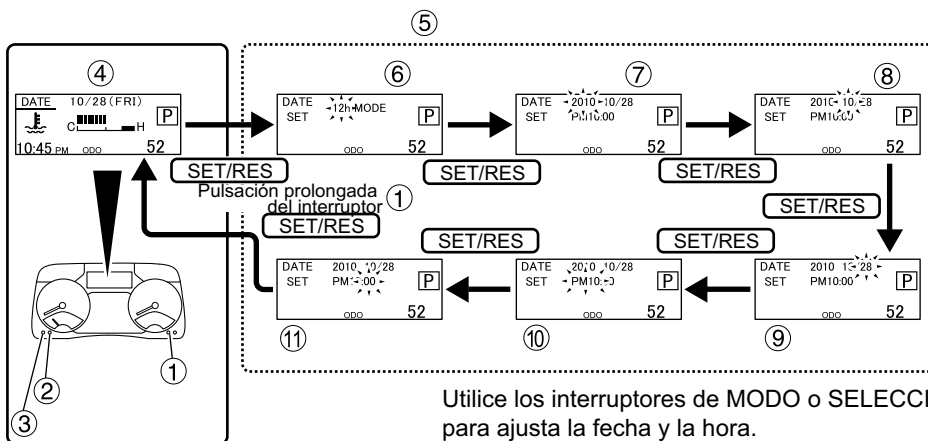 ⑤
④
DATE 10/28(FRI)
P
C H
10:45 PM ODO 52
SET/RES
Pulsación prolongada
del interruptor ①
SET/RES
③ ② ①
⑥
DATE 12h MODE
SET P
52
SET/RES
⑦
DATE 2010 10/28
SET PM10:00 P
ODO 52
SET/RES
⑧
DATE 2010
SET P
ODO 52
SET/RES
⑨
DATE 2010 28
SET PM10:00 P
ODO 52
SET/RES
⑩
DATE 2010 10/28
SET P
ODO 52
SET/RES
⑪
DATE 2010 10/28
SET P
ODO 52
Utilice los interruptores de MODO o SELECCI
para ajusta la fecha y la hora.